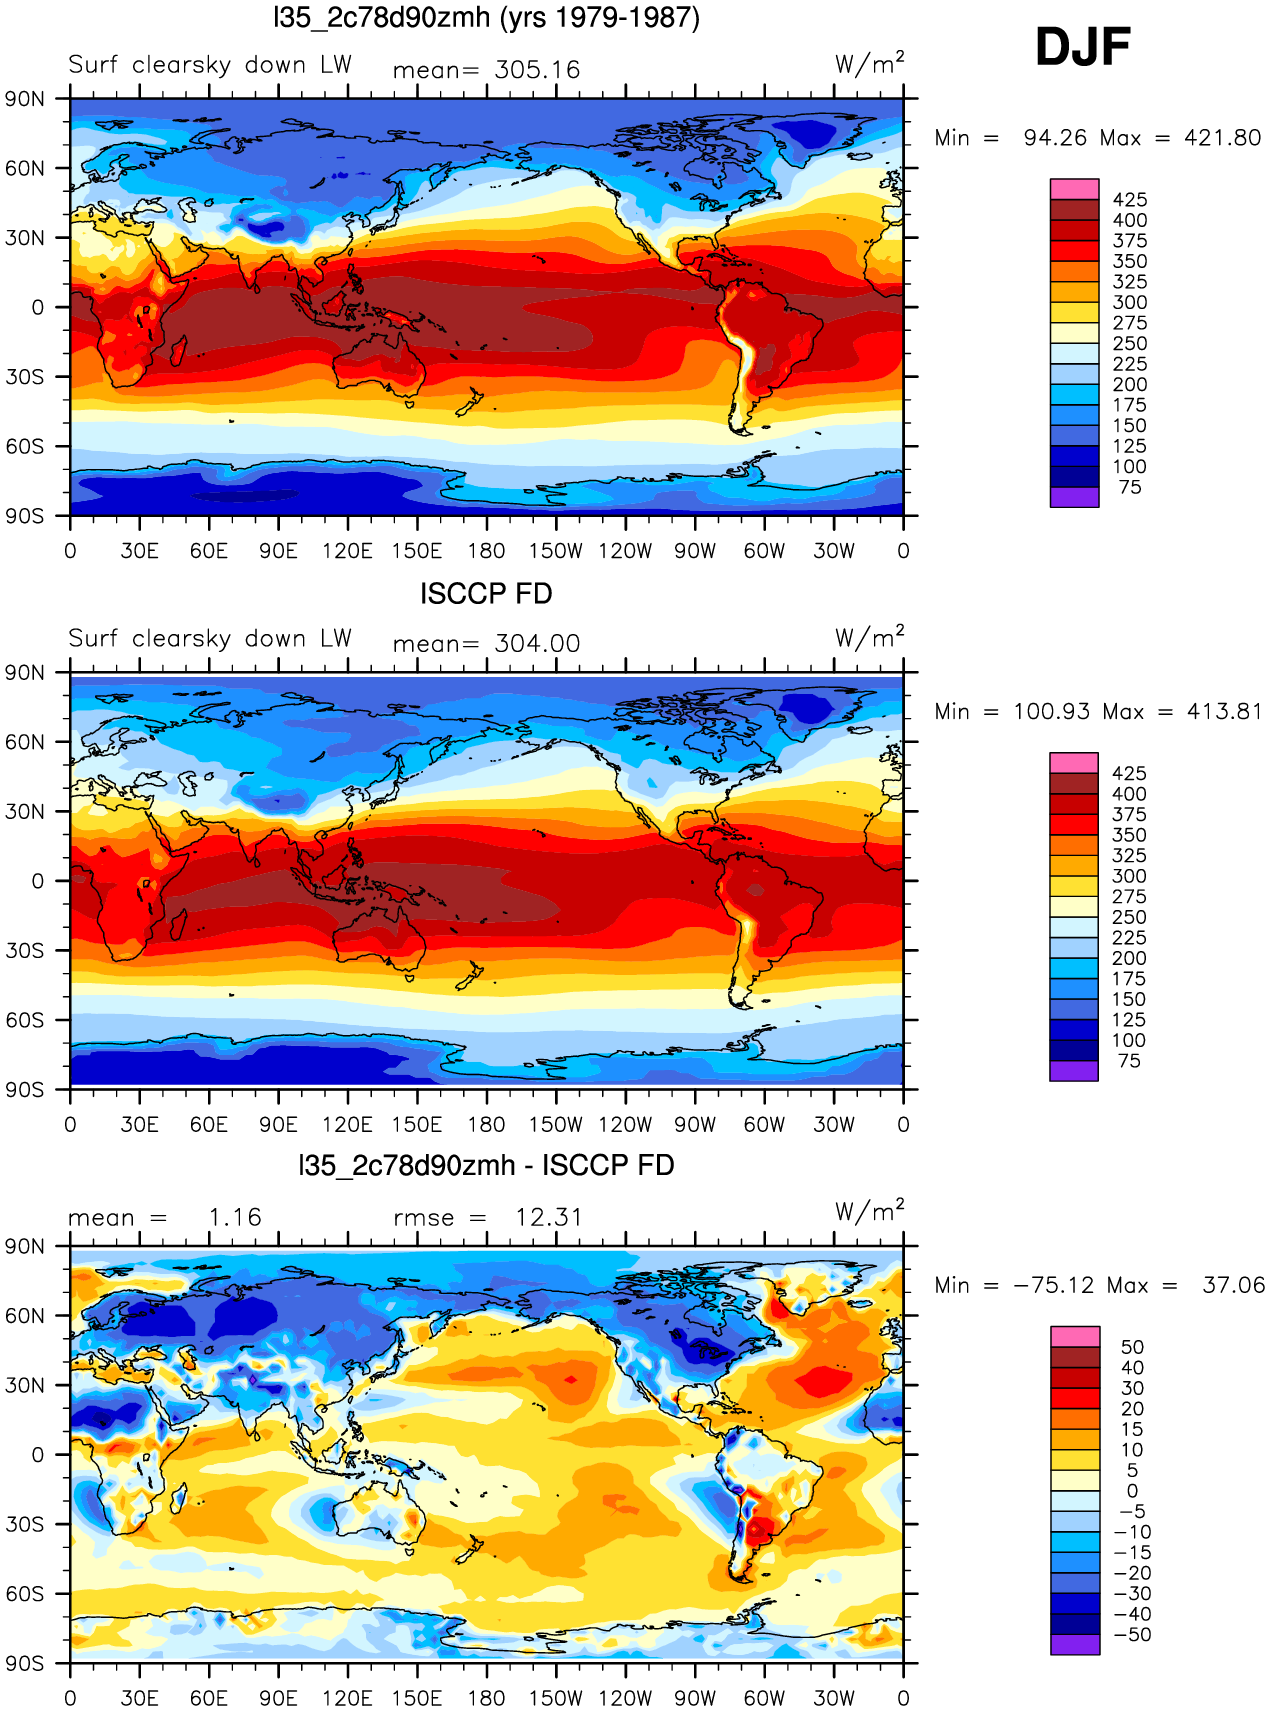 l35_2c78d90zmh (yrs 1979-1987)
DJF
Surf clearsky down LW mean= 305.16 W/m²
Min = 94.26 Max = 421.80
90N
60N
30N
0
30S
60S
90S
0 30E 60E 90E 120E 150E 180 150W 120W 90W 60W 30W 0
425
400
375
350
325
300
275
250
225
200
175
150
125
100
75
ISCCP FD
Surf clearsky down LW mean= 304.00 W/m²
Min = 100.93 Max = 413.81
90N
60N
30N
0
30S
60S
90S
0 30E 60E 90E 120E 150E 180 150W 120W 90W 60W 30W 0
425
400
375
350
325
300
275
250
225
200
175
150
125
100
75
l35_2c78d90zmh - ISCCP FD
mean = 1.16 rmse = 12.31 W/m²
Min = −75.12 Max = 37.06
90N
60N
30N
0
30S
60S
90S
0 30E 60E 90E 120E 150E 180 150W 120W 90W 60W 30W 0
50
40
30
20
15
10
5
0
−5
−10
−15
−20
−30
−40
−50